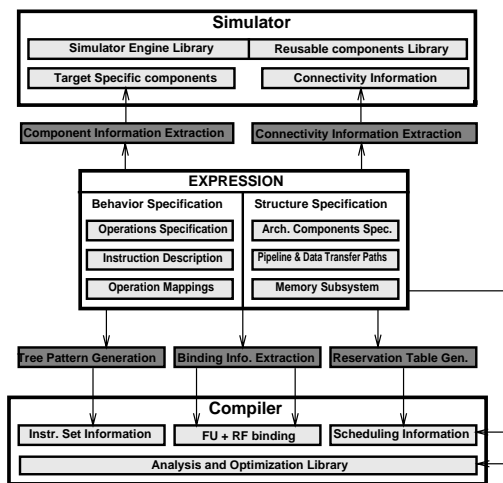 Simulator
Simulator Engine Library
Reusable components Library
Target Specific components
Connectivity Information
Component Information Extraction
Connectivity Information Extraction
EXPRESSION
Behavior Specification
Structure Specification
Operations Specification
Arch. Components Spec.
Instruction Description
Pipeline & Data Transfer Paths
Operation Mappings
Memory Subsystem
Tree Pattern Generation
Binding Info. Extraction
Reservation Table Gen.
Compiler
Instr. Set Information
FU + RF binding
Scheduling Information
Analysis and Optimization Library